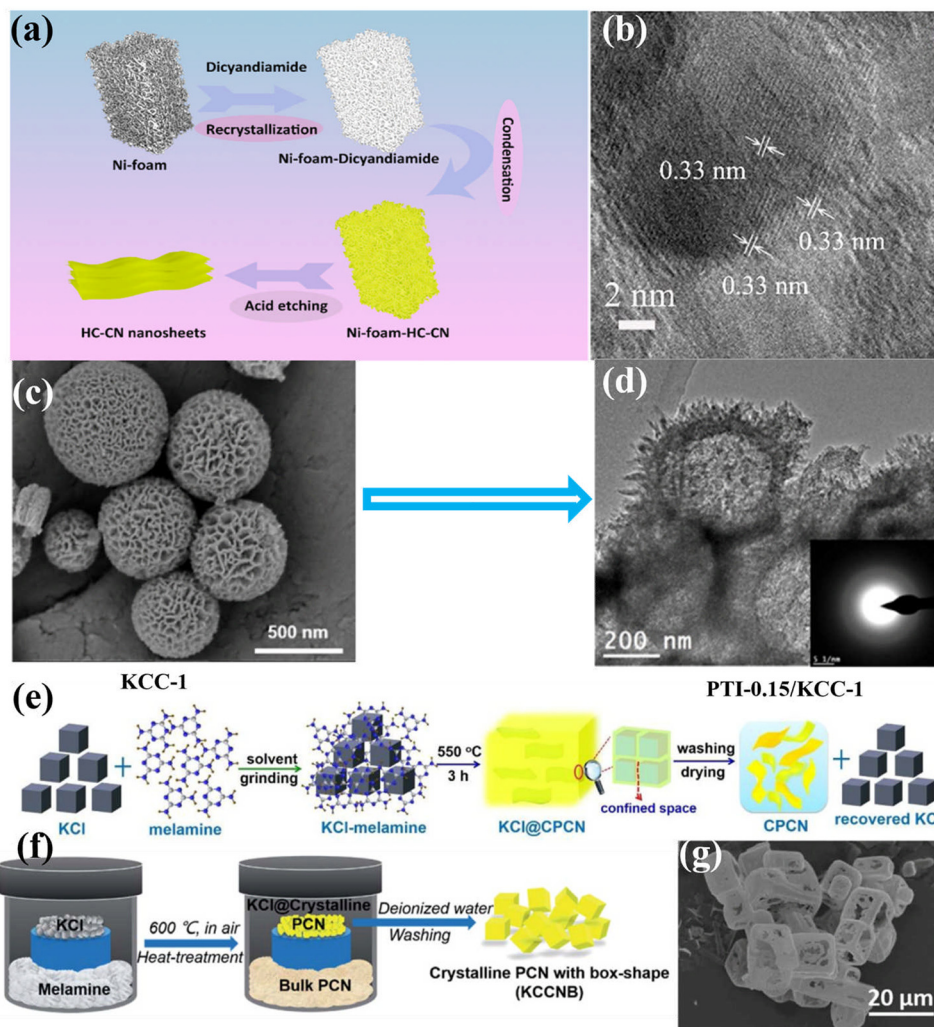 (a)
Dicyandiamide
Recrystallization
Ni-foam
Ni-foam-Dicyandiamide
Condensation
Acid etching
HC-CN nanosheets
Ni-foam-HC-CN
(b)
0.33 nm
0.33 nm
0.33 nm
2 nm
(c)
500 nm
KCC-1
(d)
200 nm
5 1/nm
PTI-0.15/KCC-1
(e)
KCl
+
melamine
solvent
grinding
KCl-melamine
550 °C
3 h
KCl@CPCN
confined space
washing
drying
CPCN
+
recovered KC
(f)
KCl
Melamine
600 ℃, in air
Heat-treatment
KCl@Crystalline
PCN
Bulk PCN
Deionized water
Washing
Crystalline PCN with box-shape
(KCCNB)
(g)
20 μm